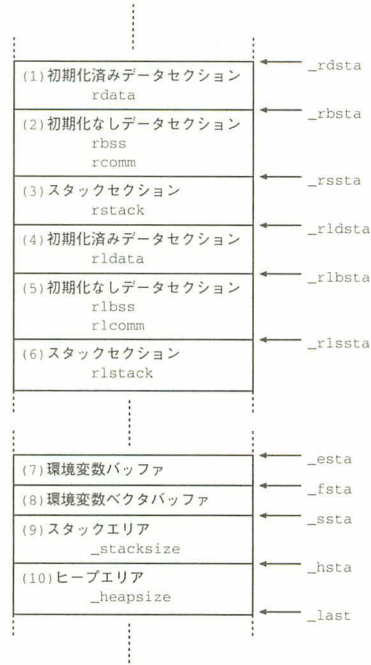 _rdsta
(1)初期化済みデータセクション
rdata
_rbsta
(2)初期化なしデータセクション
rbss
rcomm
_rssta
(3)スタックセクション
rstack
_rldsta
(4)初期化済みデータセクション
rldata
_rlbsta
(5)初期化なしデータセクション
rlbss
rlcomm
_rlssta
(6)スタックセクション
rlstack
_esta
(7)環境変数バッファ
_fsta
(8)環境変数ベクタバッファ
_ssta
(9)スタックエリア
_stacksize
_hsta
(10)ヒープエリア
_heapsize
_last